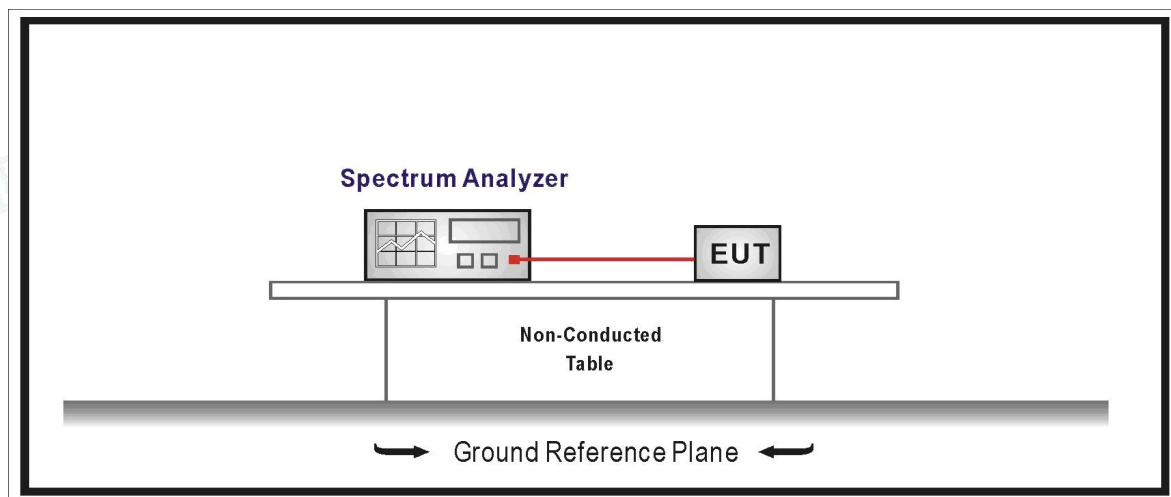 Spectrum Analyzer
EUT
Non-Conducted
Table
Ground Reference Plane